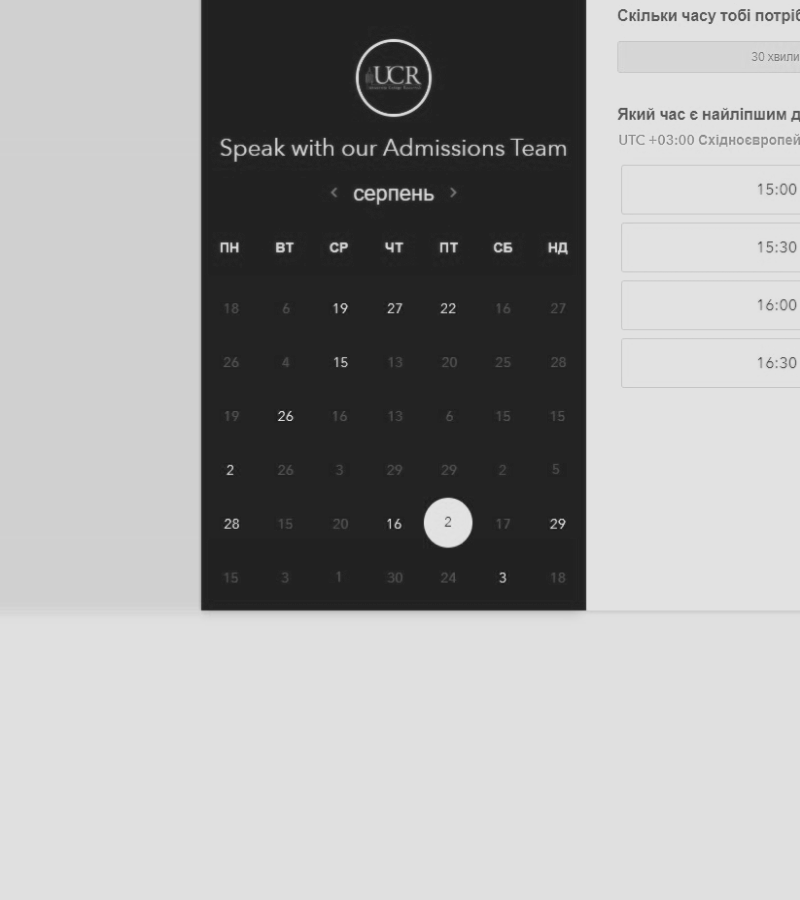 UCR
Speak with our Admissions Team
< серпень >
ПН ВТ СР ЧТ ПТ СБ НД
18 6 19 27 22 16 27
26 4 15 13 20 25 28
19 26 16 13 6 15 15
2 26 3 29 29 2 5
28 15 20 16 2 17 29
15 3 1 30 24 3 18
Скільки часу тобі потріб
30 хвили
Який час є найліпшим д
UTC +03:00 Східноєвропей
15:00
15:30
16:00
16:30